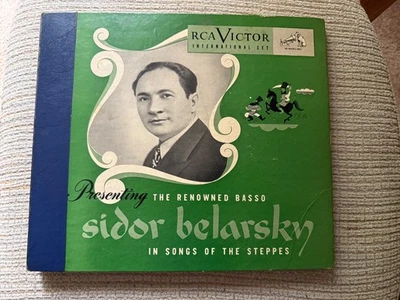 RCA VICTOR
INTERNATIONAL SET
Presenting THE RENOWNED BASSO
sidor belarsky
IN SONGS OF THE STEPPES